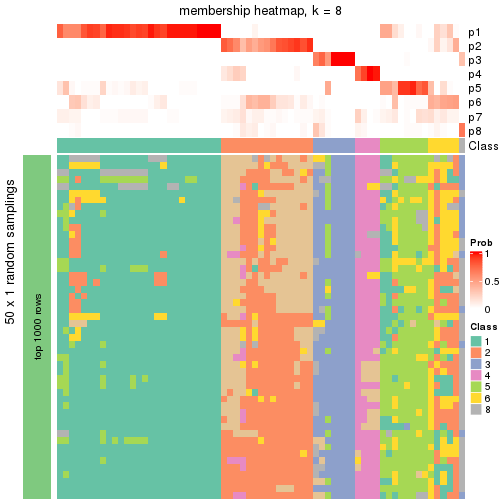 membership heatmap, k = 8
p1
p2
p3
p4
p5
p6
p7
p8
Class
50 x 1 random samplings
top 1000 rows
Prob
1
0.5
0
Class
1
2
3
4
5
6
8